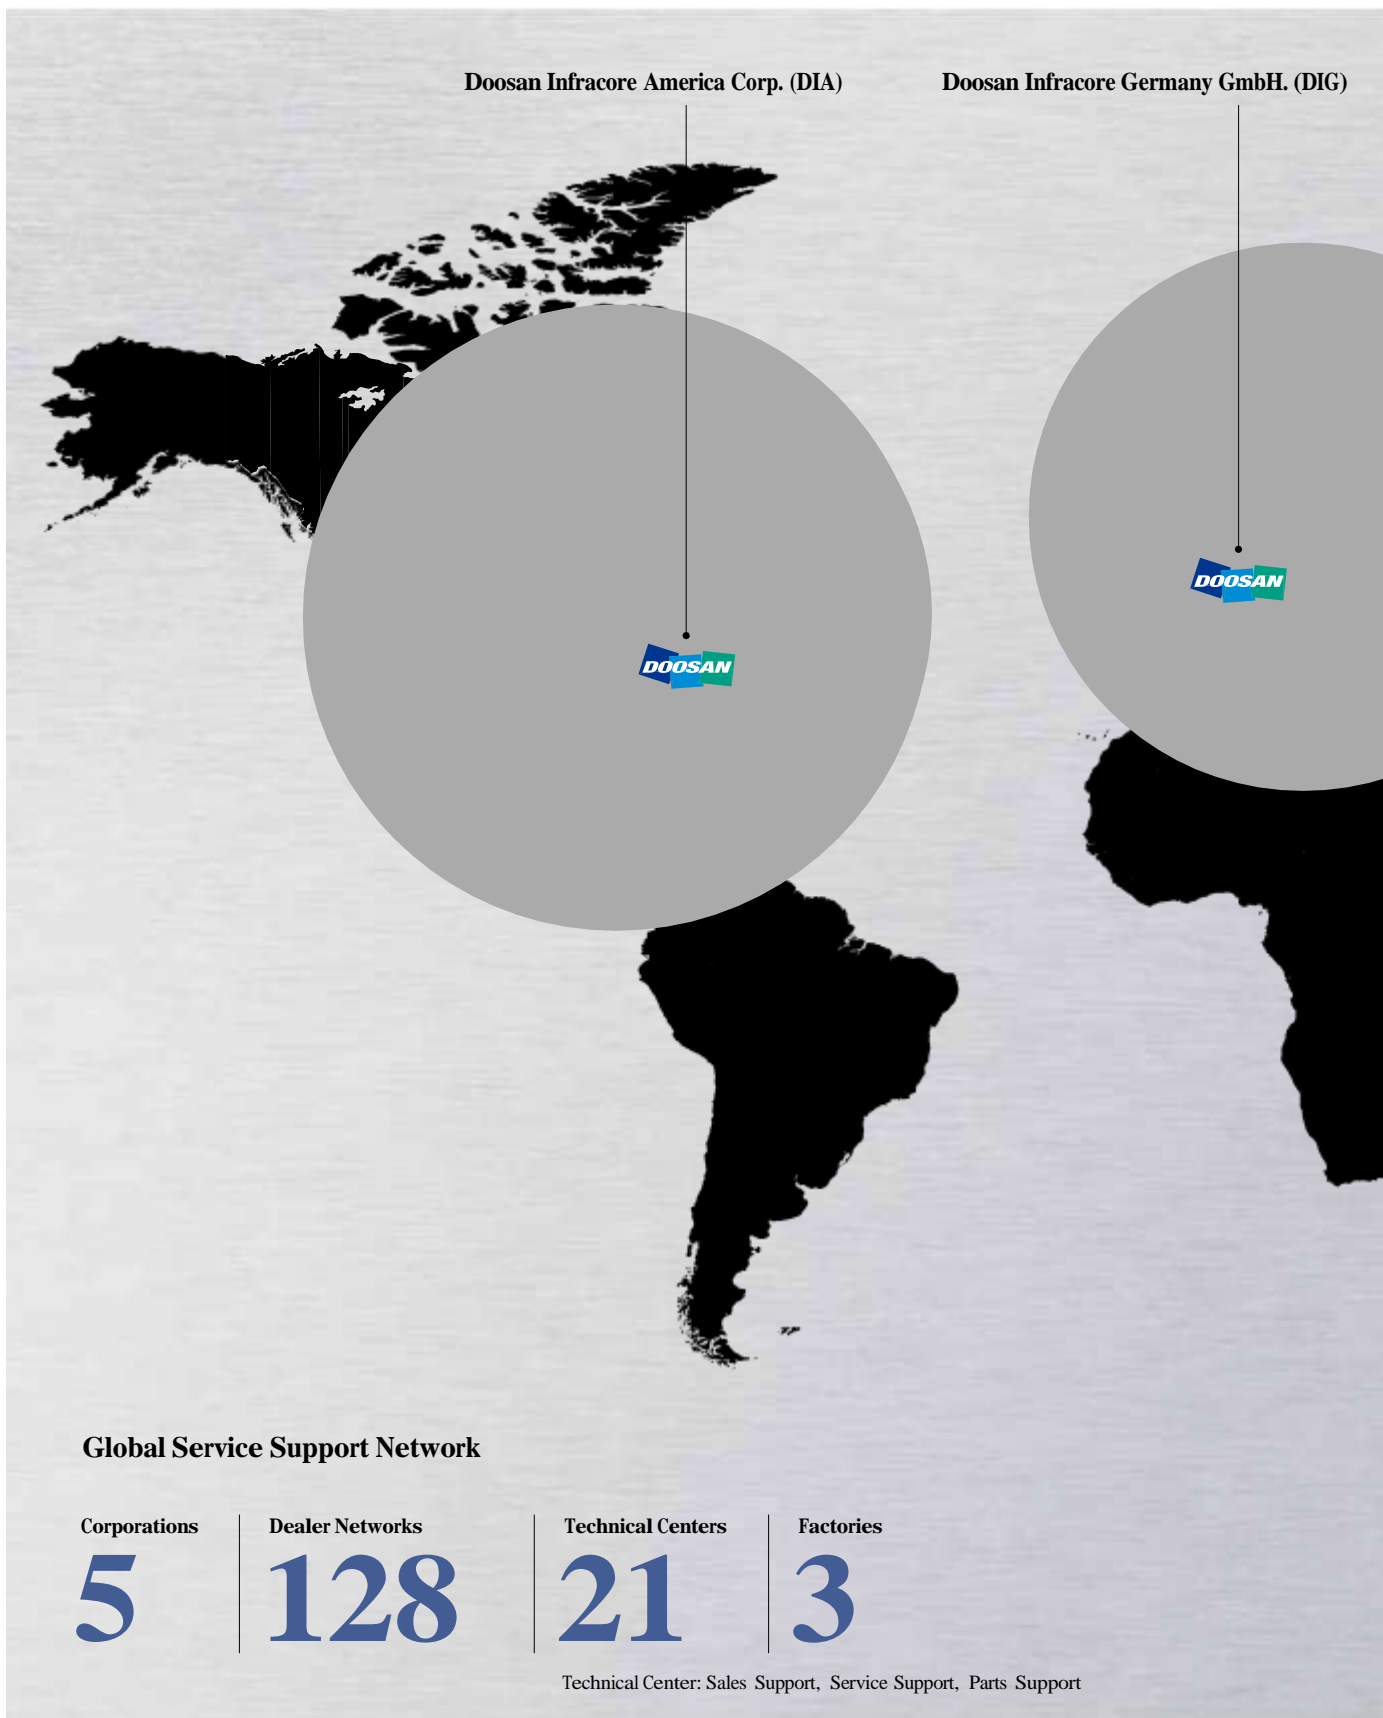 Doosan Infracore America Corp. (DIA)
Doosan Infracore Germany GmbH. (DIG)
DOOSAN
DOOSAN
Global Service Support Network
Corporations
5
Dealer Networks
128
Technical Centers
21
Factories
3
Technical Center: Sales Support, Service Support, Parts Support